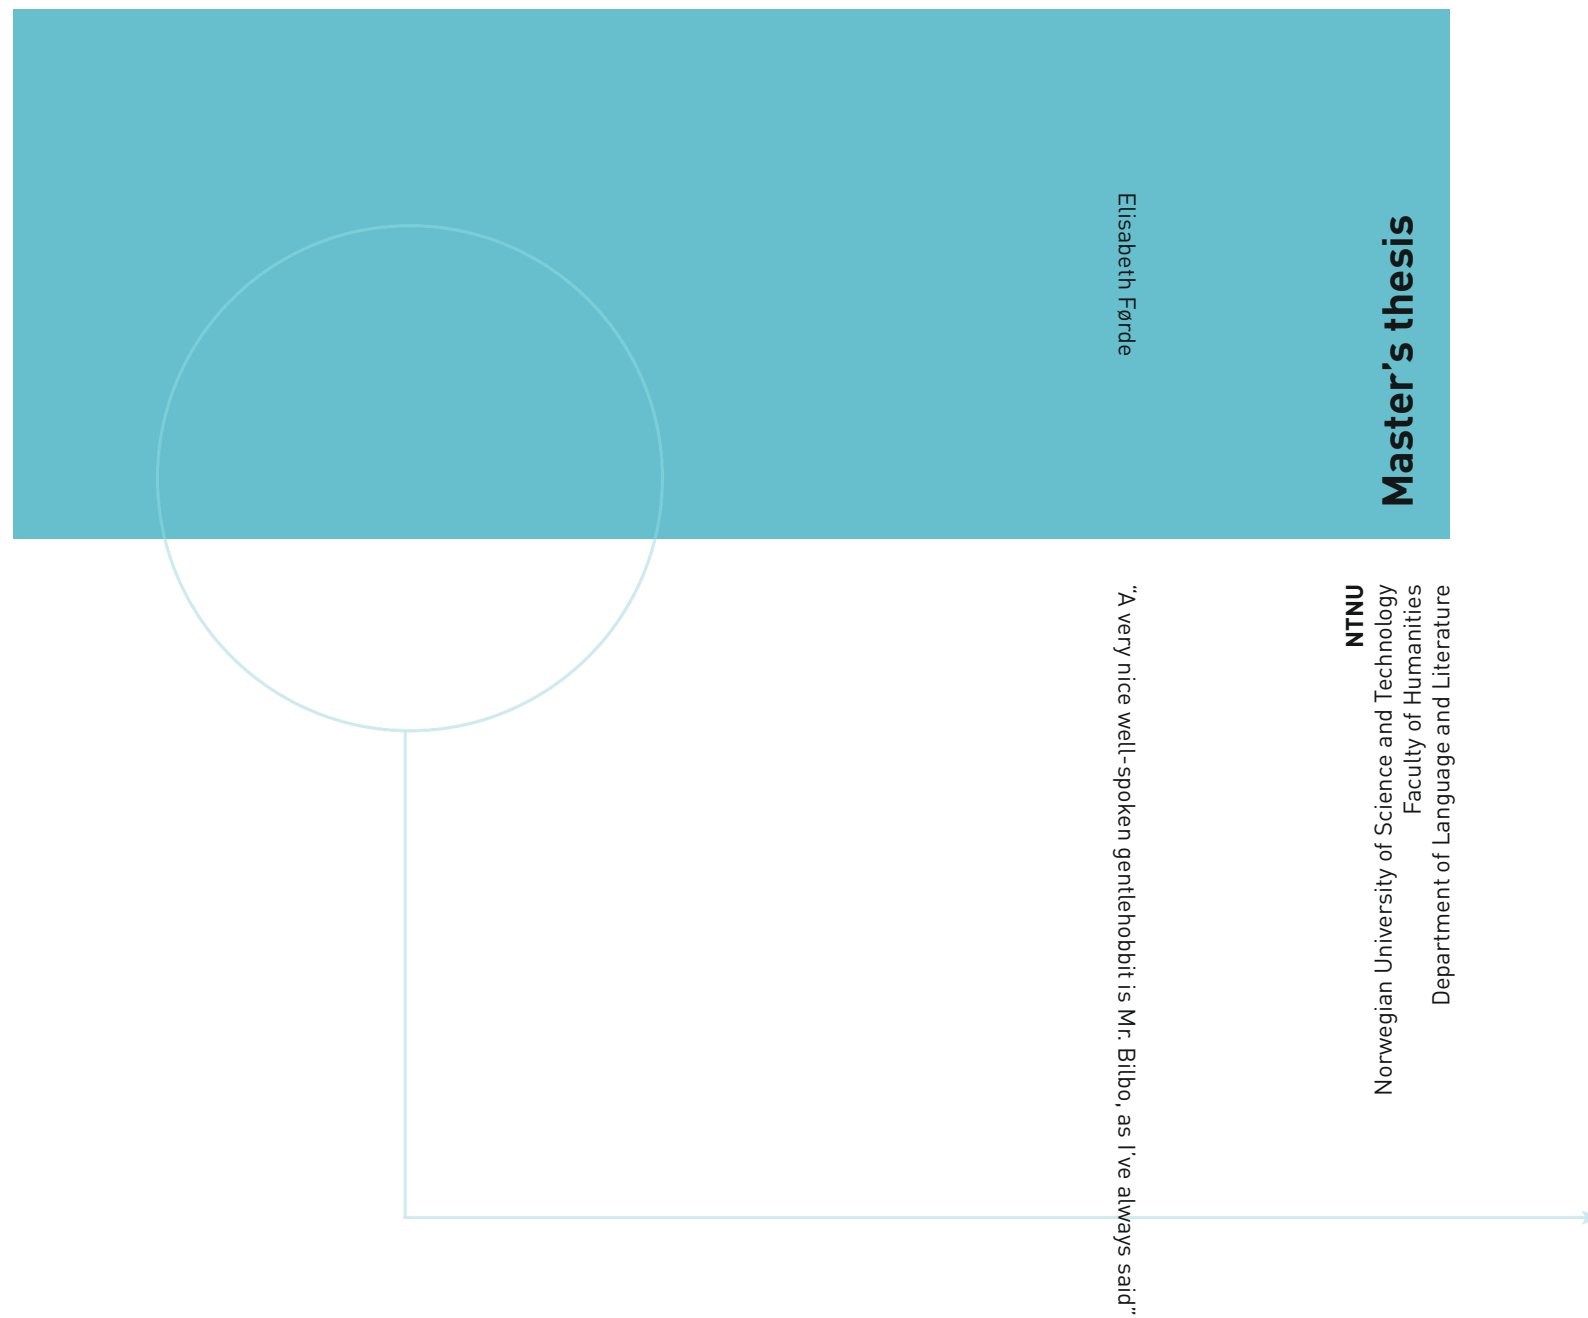 Elisabeth Førde
Master’s thesis
“A very nice well-spoken gentlehobbit is Mr. Bilbo, as I’ve always said”
NTNU
Norwegian University of Science and Technology
Faculty of Humanities
Department of Language and Literature